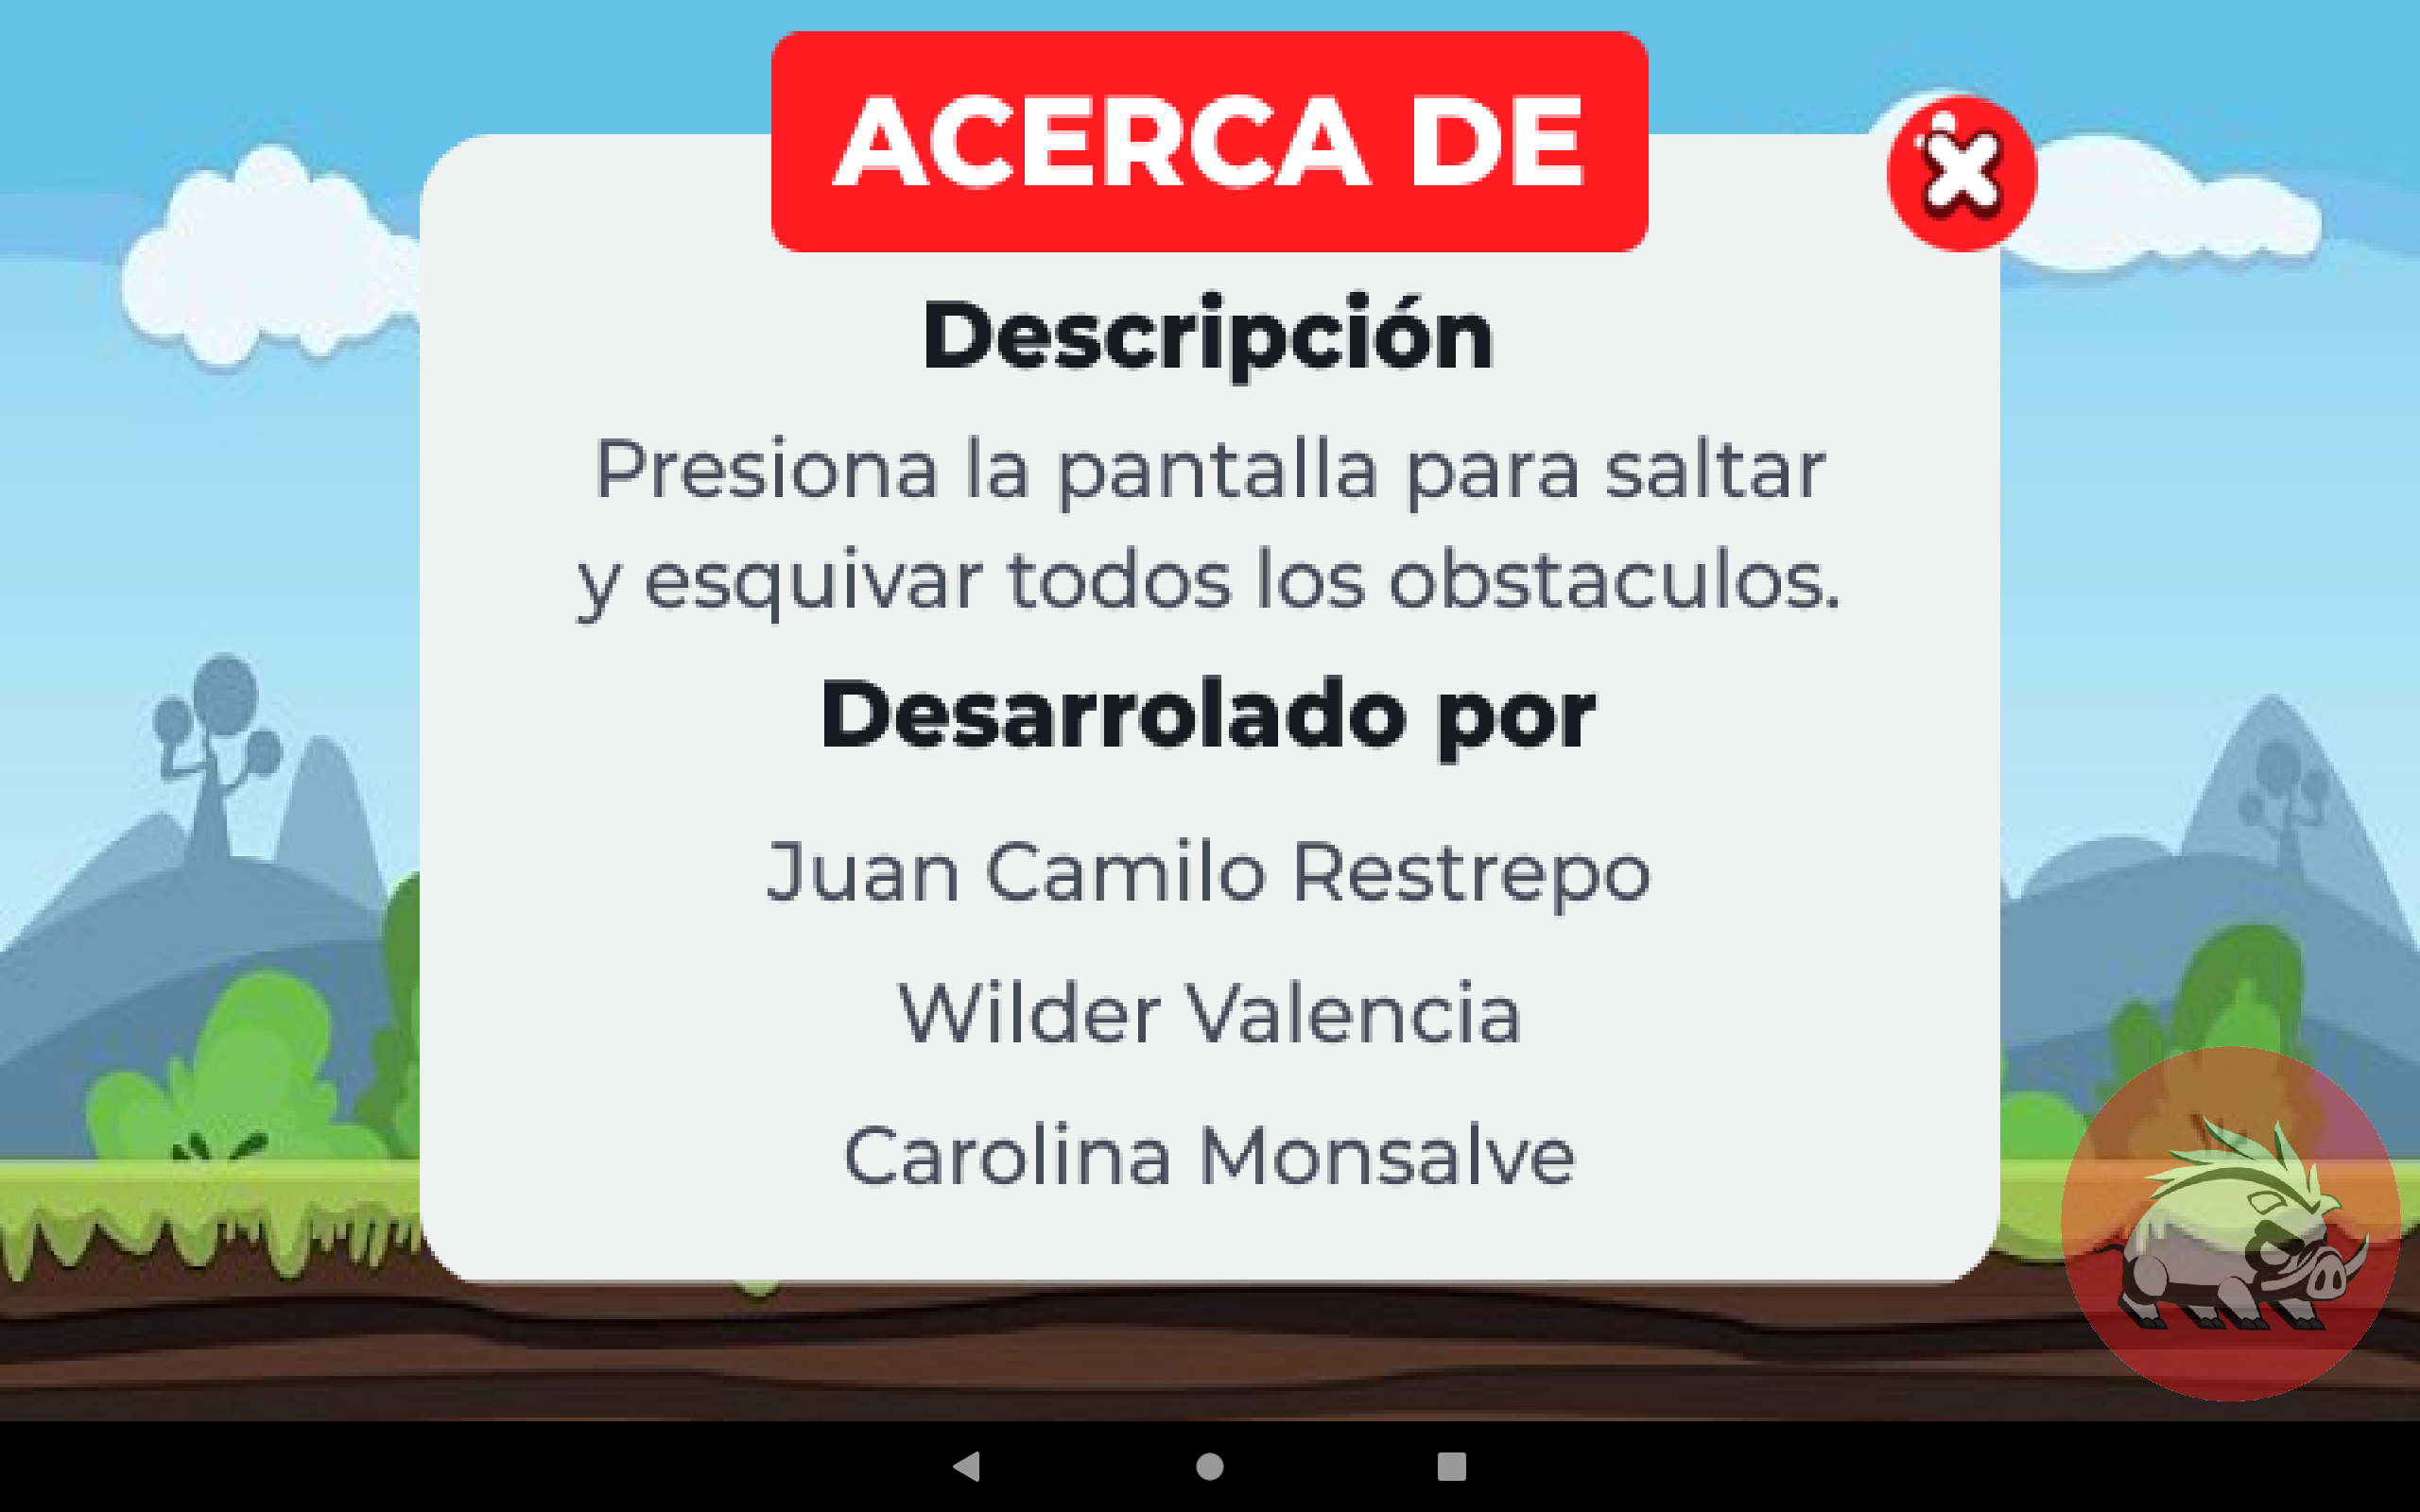 ACERCA DE
Descripción
Presiona la pantalla para saltar
y esquivar todos los obstaculos.
Desarrolado por
Juan Camilo Restrepo
Wilder Valencia
Carolina Monsalve